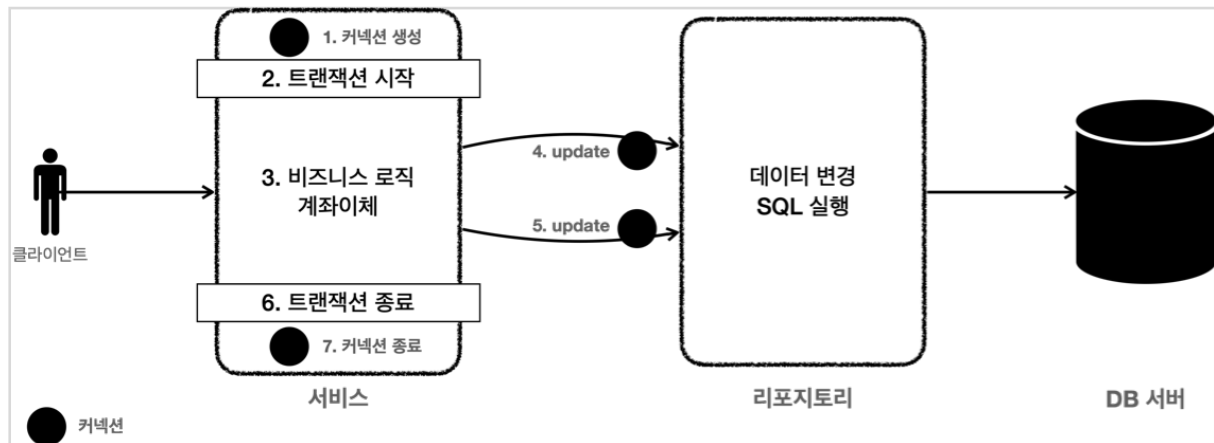 1. 커넥션 생성
2. 트랜잭션 시작
3. 비즈니스 로직
계좌이체
4. update
5. update
6. 트랜잭션 종료
7. 커넥션 종료
데이터 변경
SQL 실행
클라이언트
서비스
리포지토리
DB 서버
커넥션